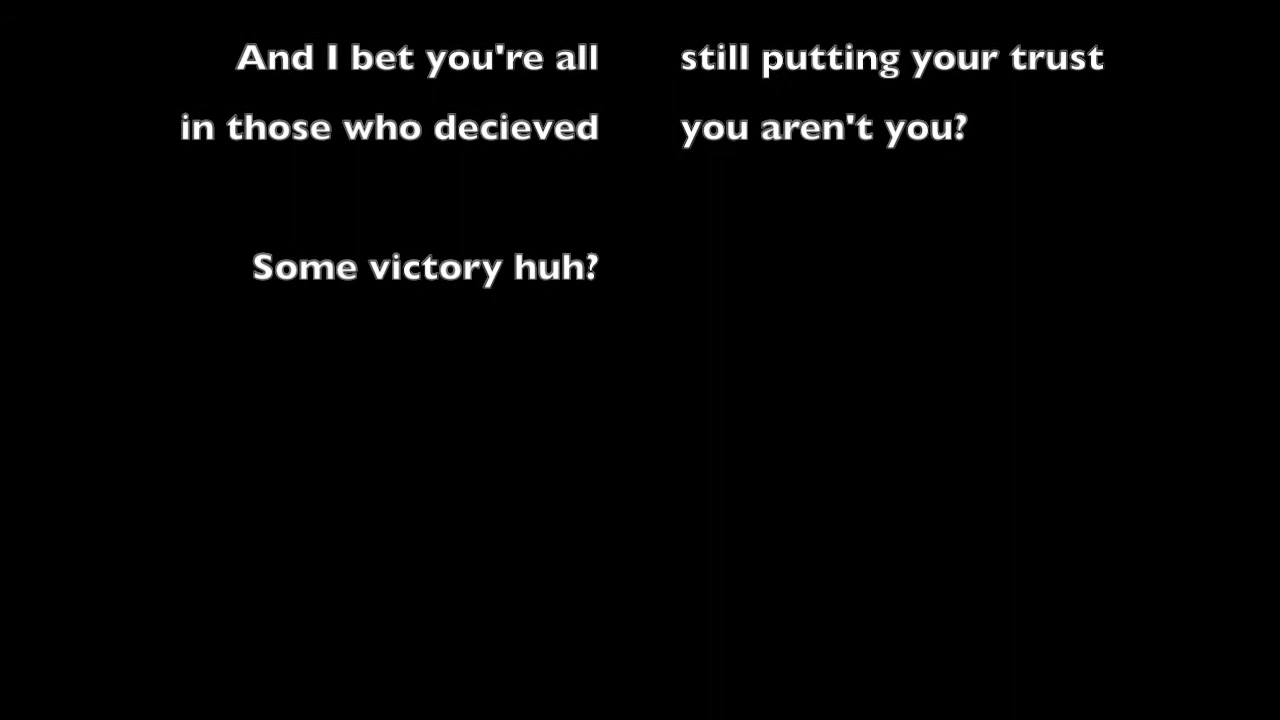 And I bet you're all still putting your trust
in those who decieved you aren't you?
Some victory huh?